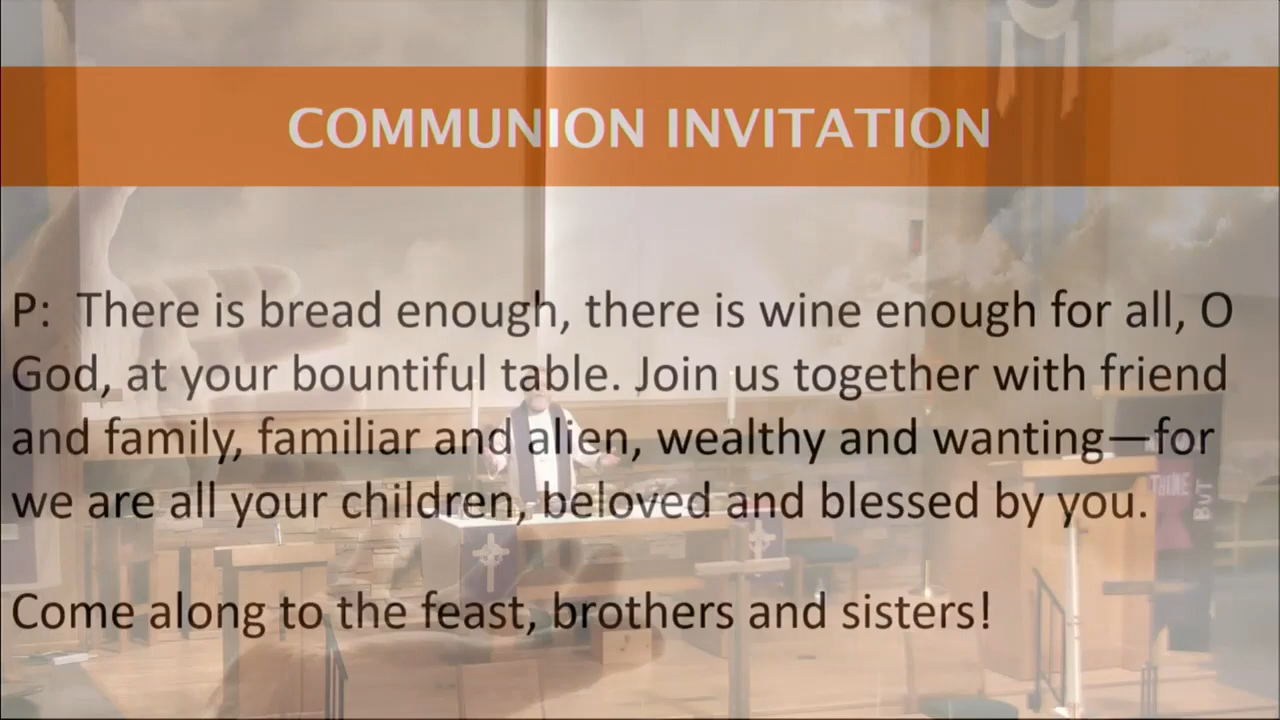 COMMUNION INVITATION
P: There is bread enough, there is wine enough for all, O
God, at your bountiful table. Join us together with friend
and family, familiar and alien, wealthy and wanting—for
we are all your children, beloved and blessed by you.
Come along to the feast, brothers and sisters!
THINE
BUT